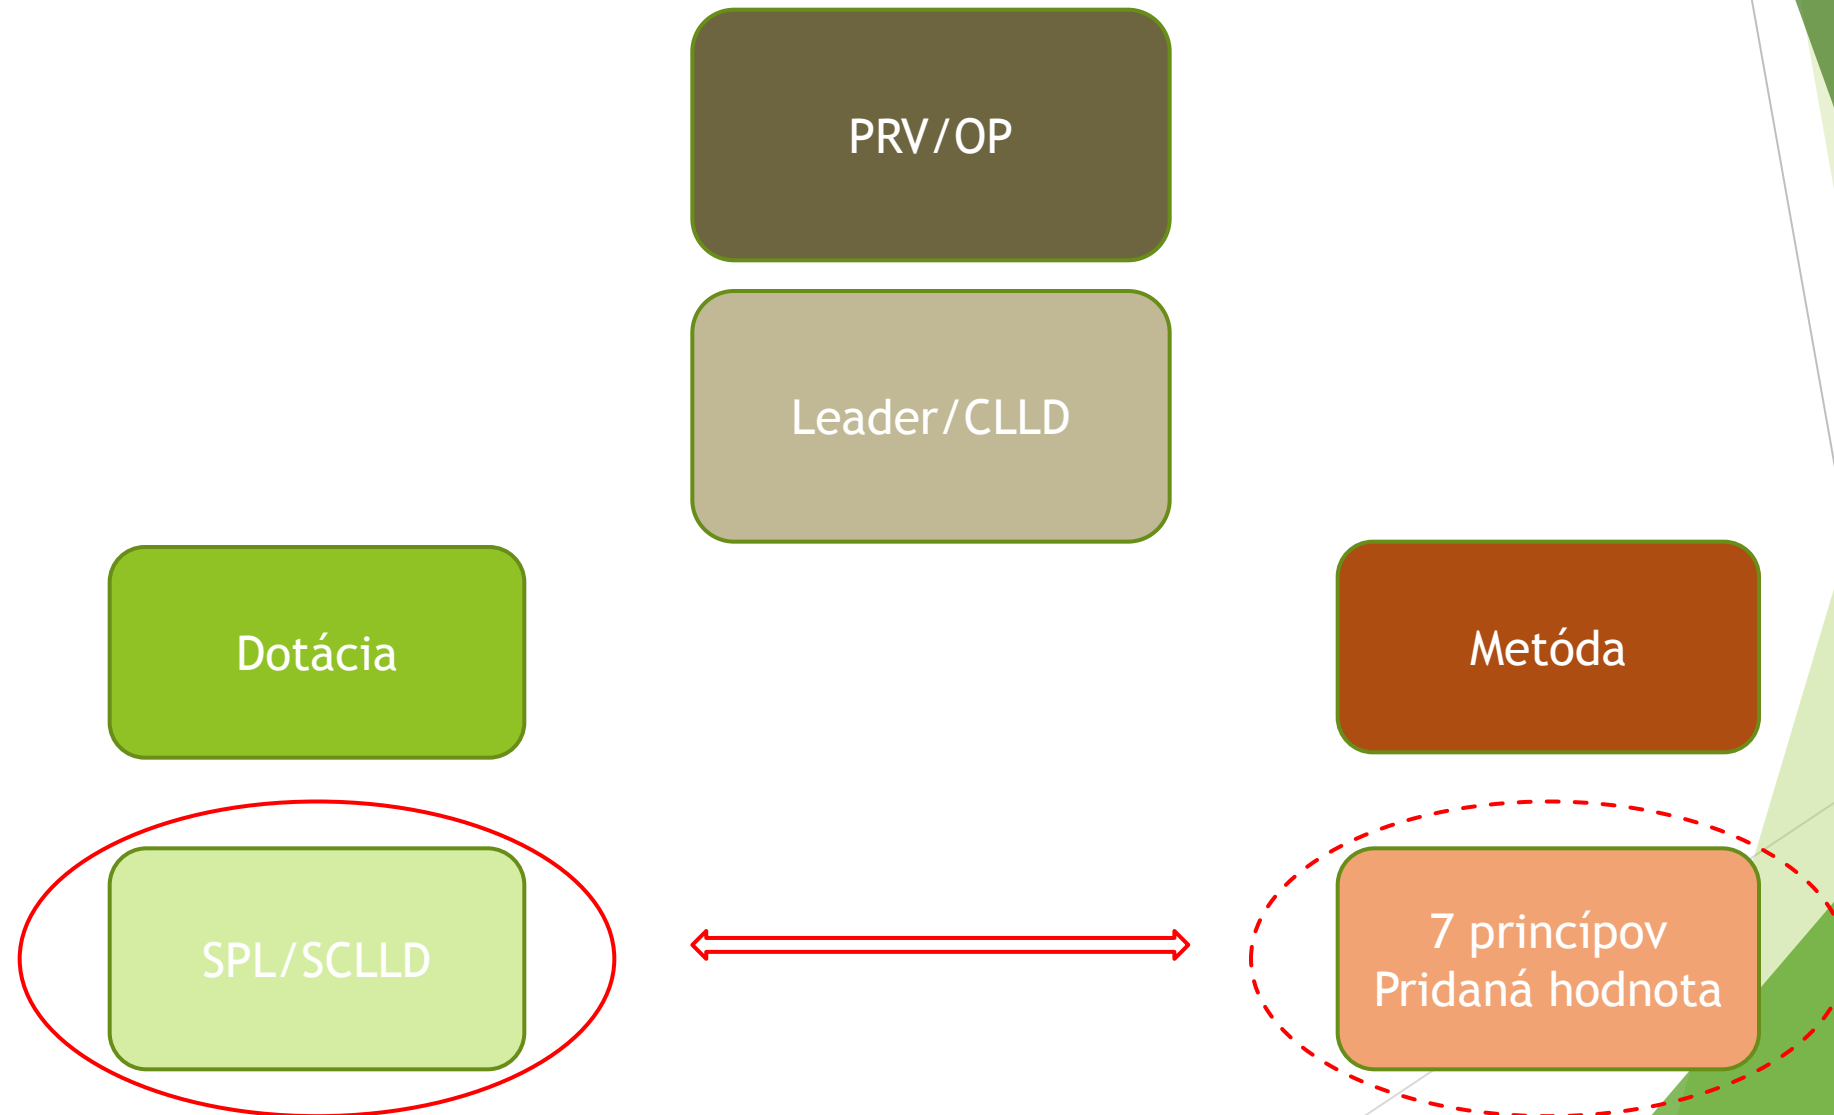 PRV/OP
Leader/CLLD
Dotácia
Metóda
SPL/SCLLD
7 princípov
Pridaná hodnota